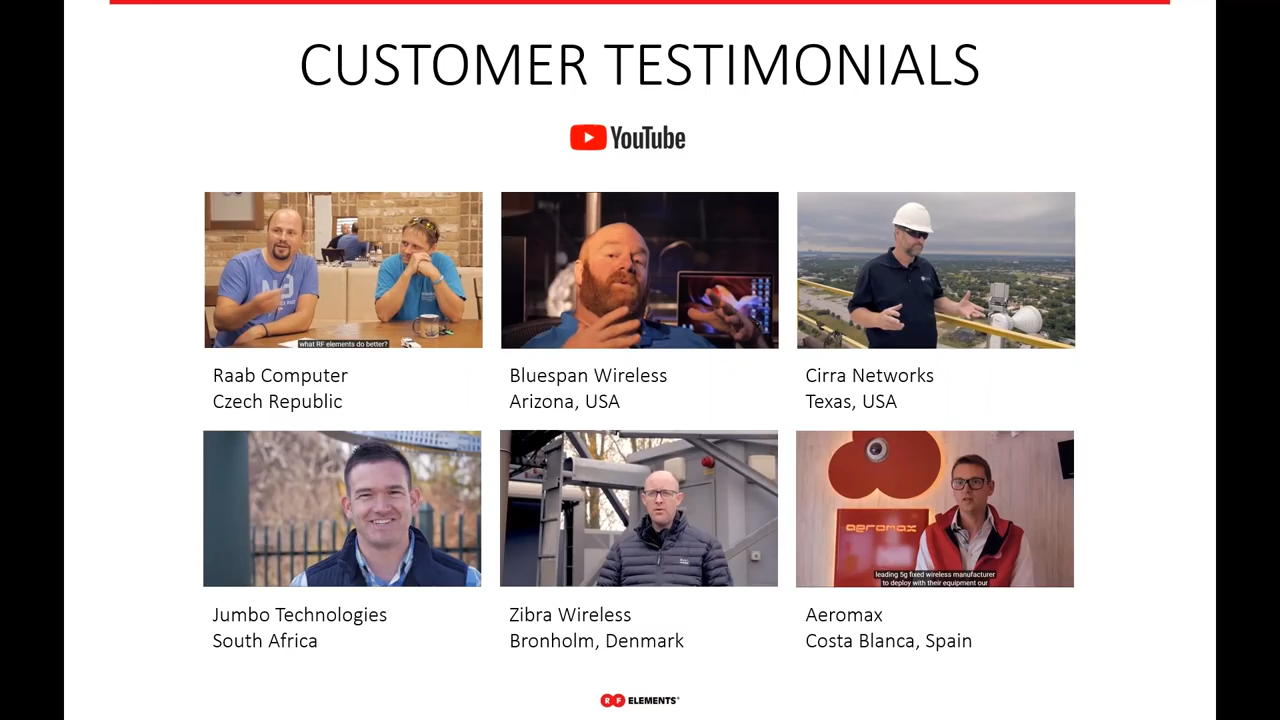 CUSTOMER TESTIMONIALS
YouTube
what RF elements do better?
Raab Computer
Czech Republic
Bluespan Wireless
Arizona, USA
Cirra Networks
Texas, USA
aeromax
leading 5g fixed wireless manufacturer
to deploy with their equipment our
Jumbo Technologies
South Africa
Zibra Wireless
Bronholm, Denmark
Aeromax
Costa Blanca, Spain
RF ELEMENTS